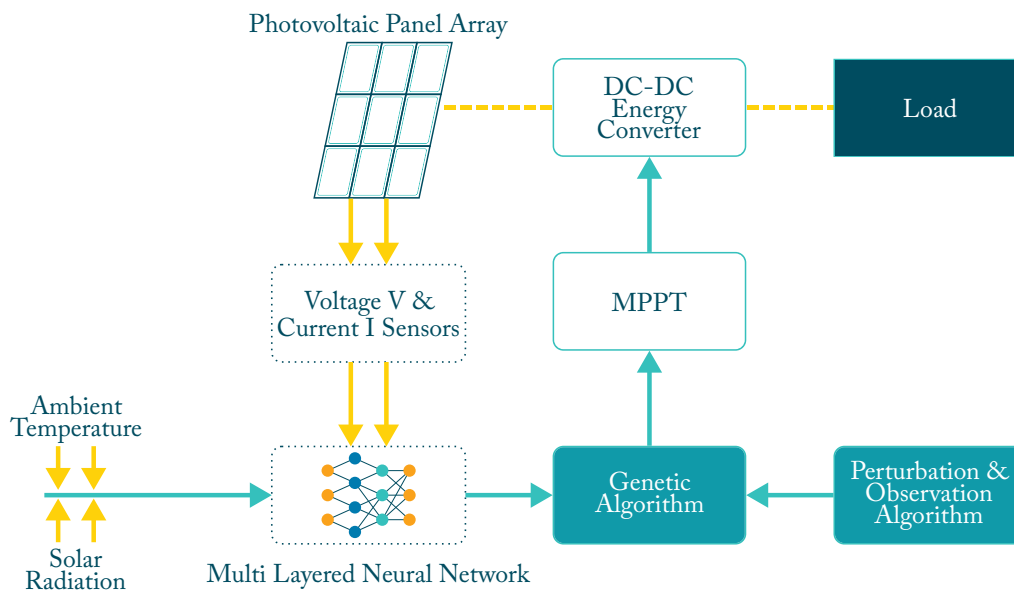 Photovoltaic Panel Array
DC-DC
Energy
Converter
Load
Voltage V &
Current I Sensors
MPPT
Ambient
Temperature
Genetic
Algorithm
Perturbation &
Observation
Algorithm
Solar
Radiation
Multi Layered Neural Network